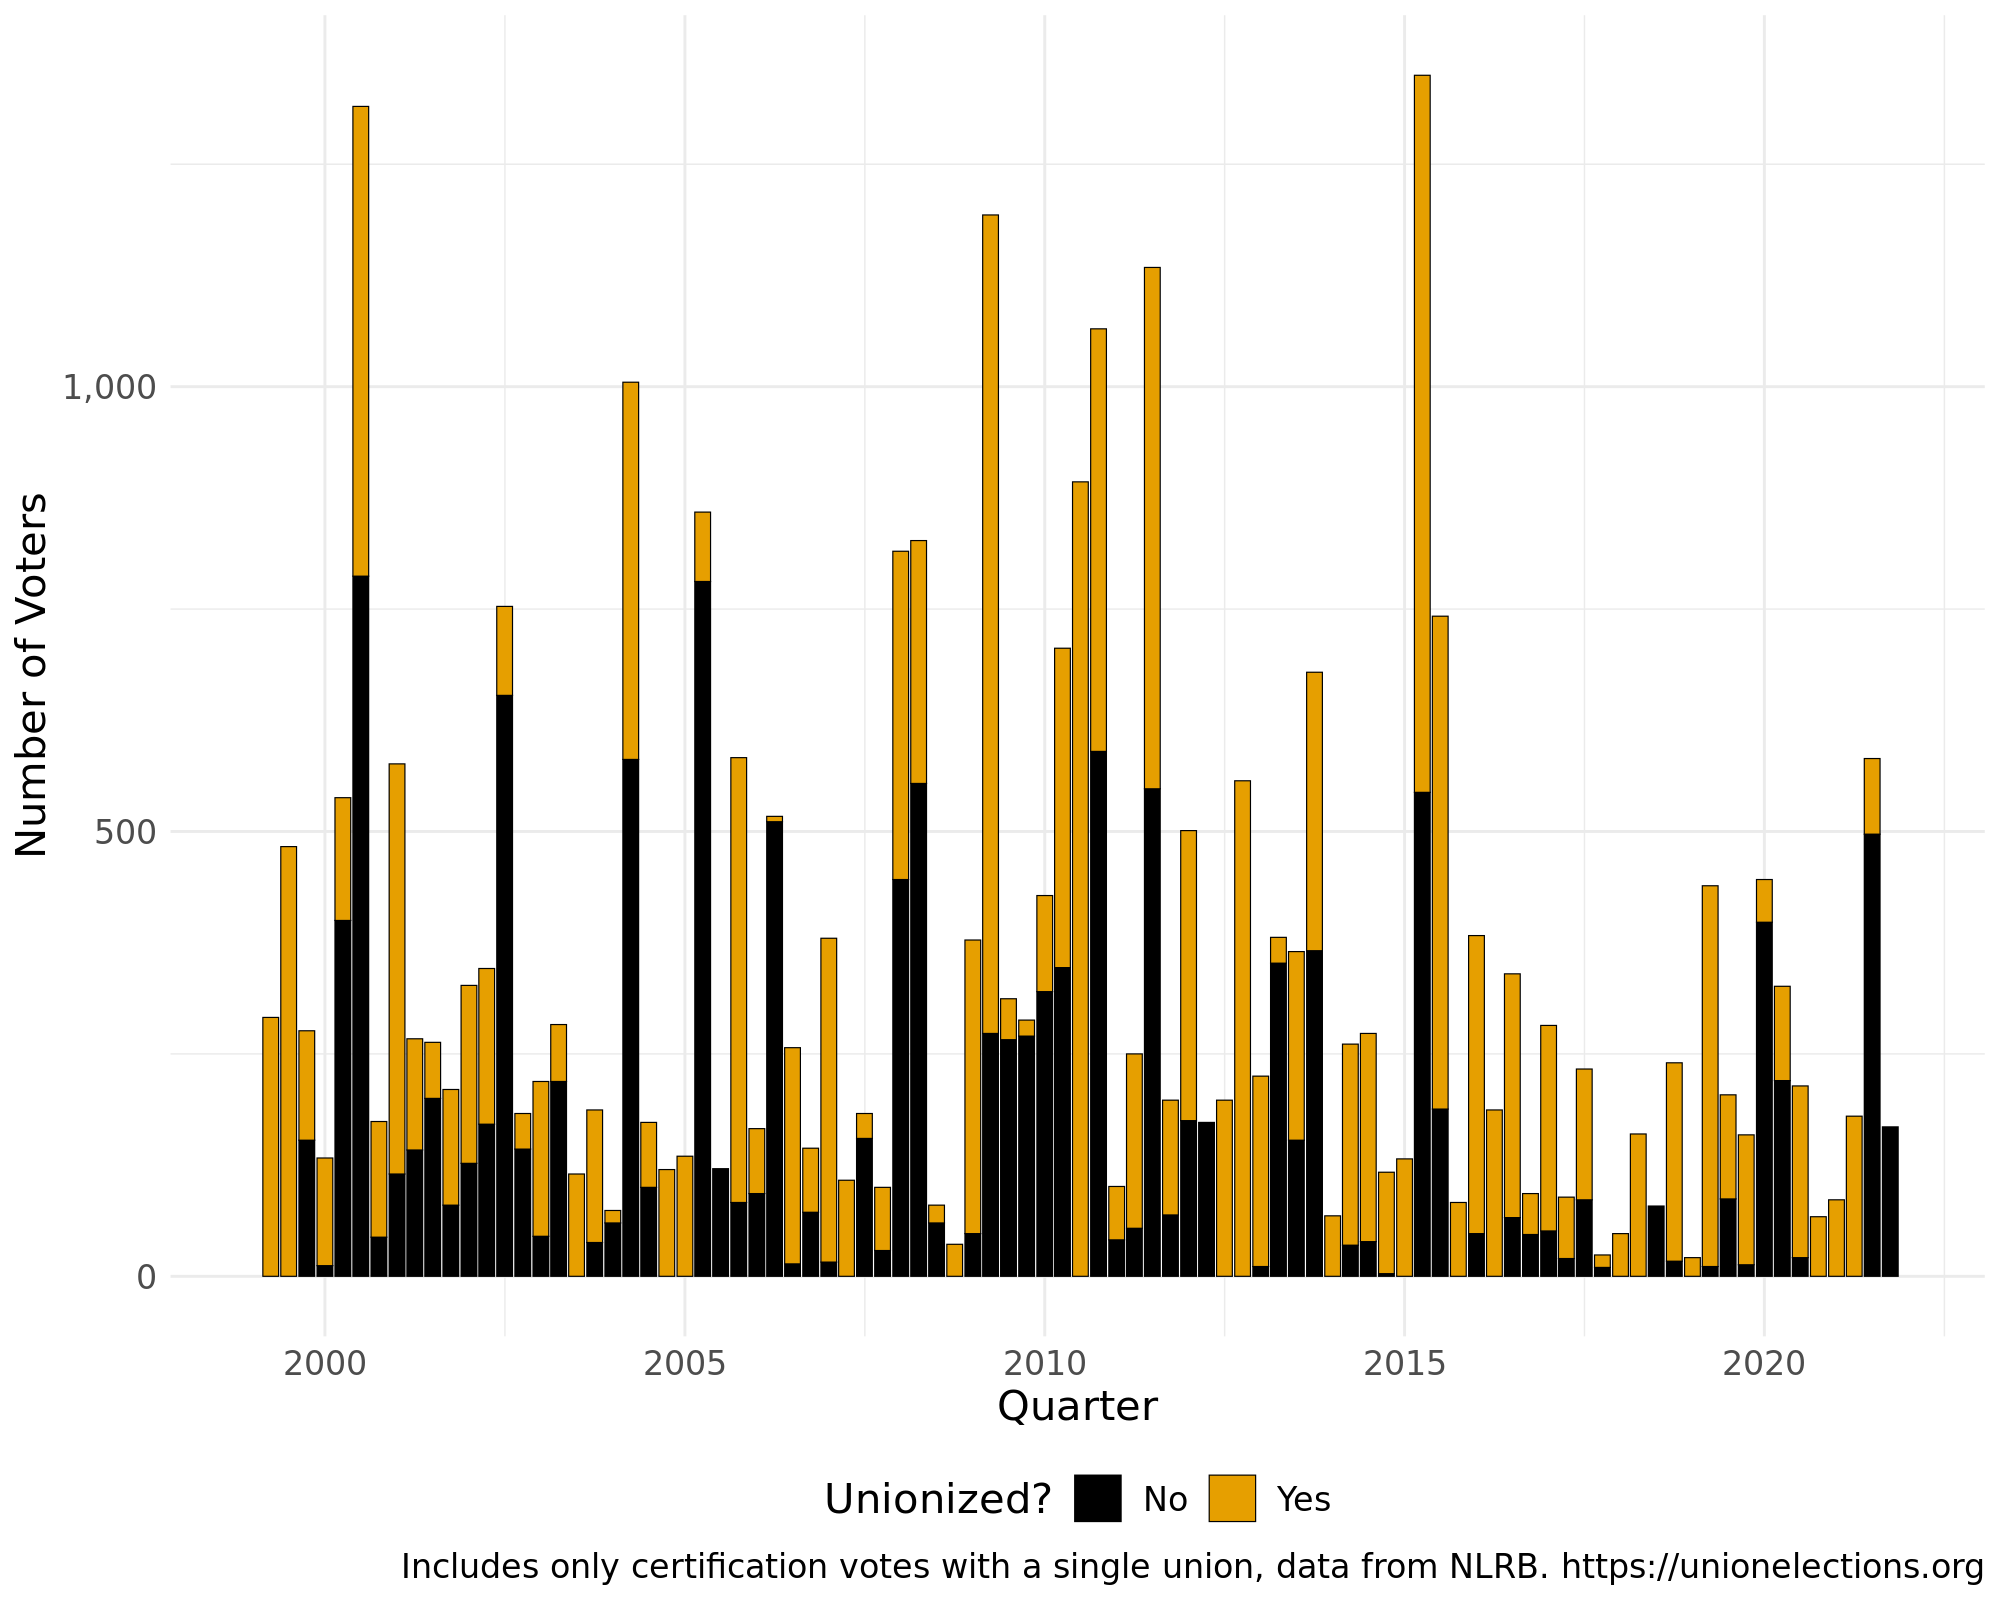 Number of Voters
1,000
500
0
2000 2005 2010 2015 2020
Quarter
Unionized? No Yes
Includes only certification votes with a single union, data from NLRB. https://unionelections.org